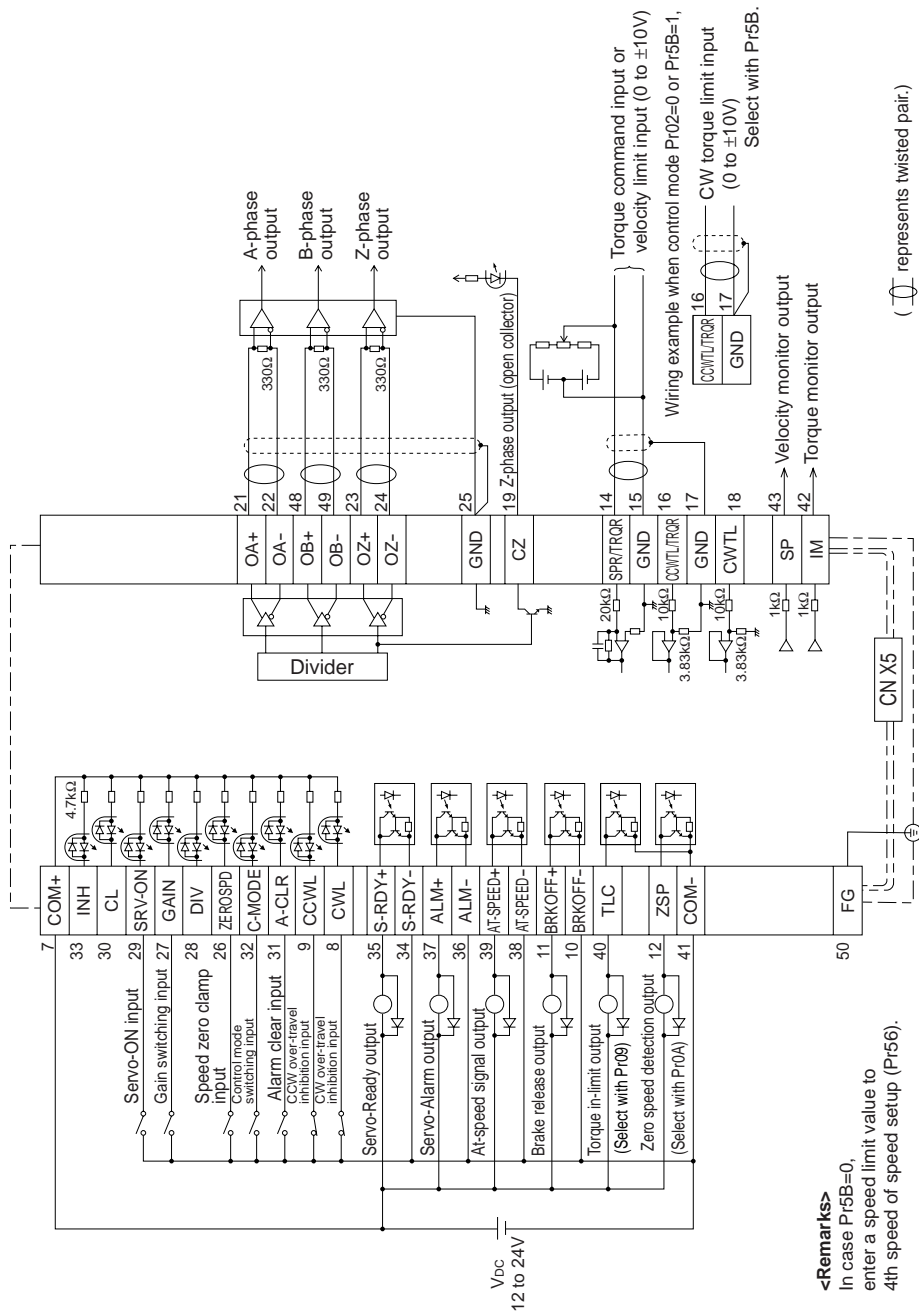 7 COM+
33 INH
30 CL
29 SRV-ON
27 GAIN
28 DIV
26 ZEROSPD
32 C-MODE
31 A-CLR
9 CCWL
8 CWL
35 S-RDY+
34 S-RDY−
37 ALM+
36 ALM−
39 AT-SPEED+
38 AT-SPEED−
11 BRKOFF+
10 BRKOFF−
40 TLC
12 ZSP
41 COM−
50 FG
4.7kΩ
Servo-ON input
Gain switching input
Speed zero clamp
input
Control mode
switching input
Alarm clear input
CCW over-travel
inhibition input
CW over-travel
inhibition input
Servo-Ready output
Servo-Alarm output
At-speed signal output
Brake release output
Torque in-limit output
(Select with Pr09)
Zero speed detection output
(Select with Pr0A)
VDC
12 to 24V
<Remarks>
In case Pr5B=0,
enter a speed limit value to
4th speed of speed setup (Pr56).
CN X5
Divider
OA+ 21
OA- 22
OB+ 48
OB- 49
OZ+ 23
OZ- 24
GND 25
CZ 19
SPR/TRQR 14
GND 15
CCWTL/TRQR 16
GND 17
CWTL 18
SP 43
IM 42
20kΩ
10kΩ
3.83kΩ
10kΩ
3.83kΩ
1kΩ
1kΩ
330Ω
330Ω
330Ω
A-phase
output
B-phase
output
Z-phase
output
Z-phase output (open collector)
Torque command input or
velocity limit input (0 to ±10V)
Wiring example when control mode Pr02=0 or Pr5B=1,
CCWTL/TRQR 16
GND 17
CW torque limit input
(0 to ±10V)
Select with Pr5B.
Velocity monitor output
Torque monitor output
( represents twisted pair.)